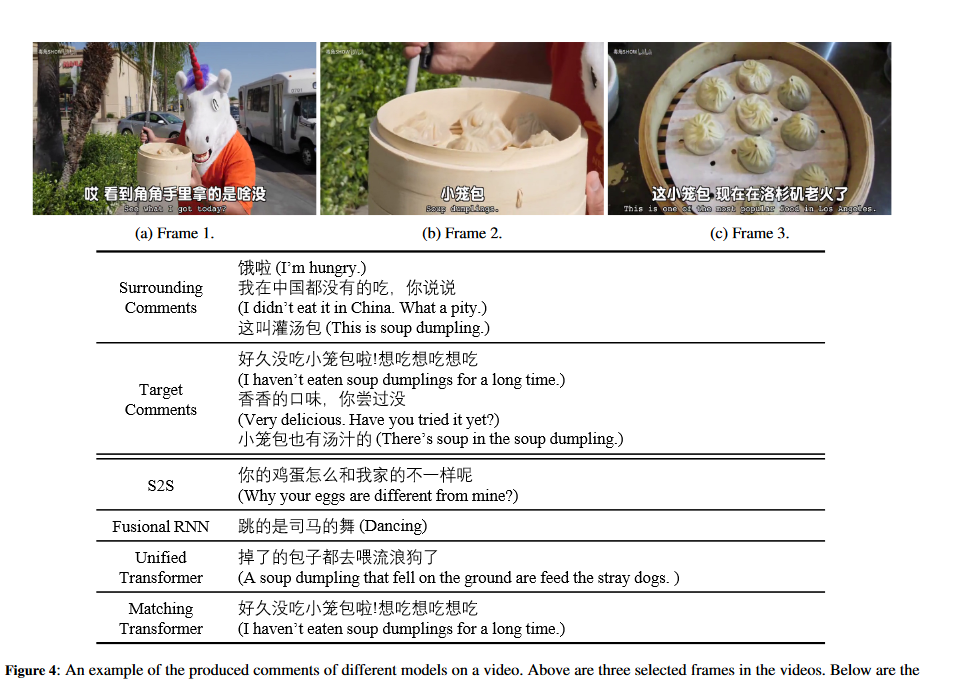 哎 看到角角手里拿的是啥没
See what I got today?
小笼包
Soup dumplings.
这小笼包 现在在洛杉矶老火了
This is one of the most popular food in Los Angeles.
(a) Frame 1.
(b) Frame 2.
(c) Frame 3.
Surrounding
Comments
饿啦 (I’m hungry.)
我在中国都没有的吃，你说说
(I didn’t eat it in China. What a pity.)
这叫灌汤包 (This is soup dumpling.)
Target
Comments
好久没吃小笼包啦!想吃想吃想吃
(I haven’t eaten soup dumplings for a long time.)
香香的口味，你尝过没
(Very delicious. Have you tried it yet?)
小笼包也有汤汁的 (There’s soup in the soup dumpling.)
S2S
你的鸡蛋怎么和我家的不一样呢
(Why your eggs are different from mine?)
Fusional RNN
跳的是司马的舞 (Dancing)
Unified
Transformer
掉了的包子都去喂流浪狗了
(A soup dumpling that fell on the ground are feed the stray dogs. )
Matching
Transformer
好久没吃小笼包啦!想吃想吃想吃
(I haven’t eaten soup dumplings for a long time.)
Figure 4: An example of the produced comments of different models on a video. Above are three selected frames in the videos. Below are the